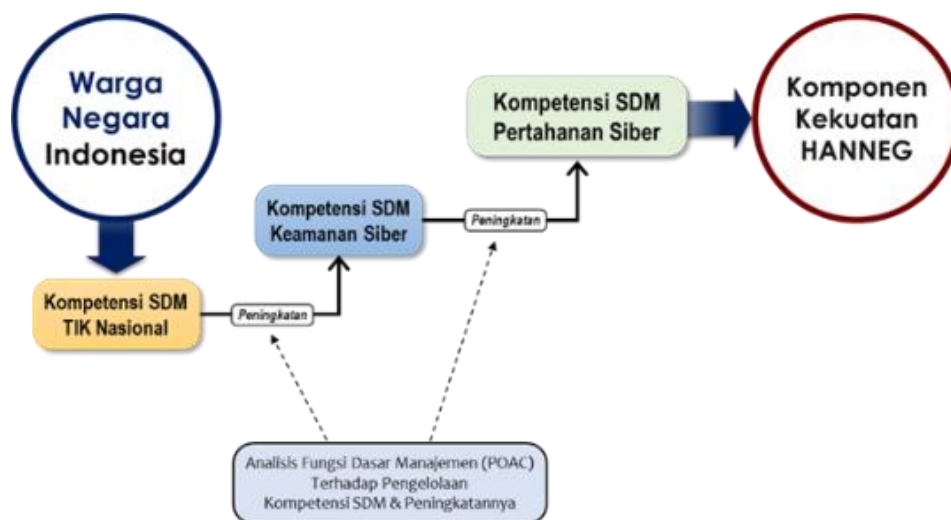 Warga
Negara
Indonesia
Kompetensi SDM
TIK Nasional
Peningkatan
Kompetensi SDM
Keamanan Siber
Peningkatan
Kompetensi SDM
Pertahanan Siber
Komponen
Kekuatan
HANNEG
Analisis Fungsi Dasar Manajemen (POAC)
Terhadap Pengelolaan
Kompetensi SDM & Peningkatannya